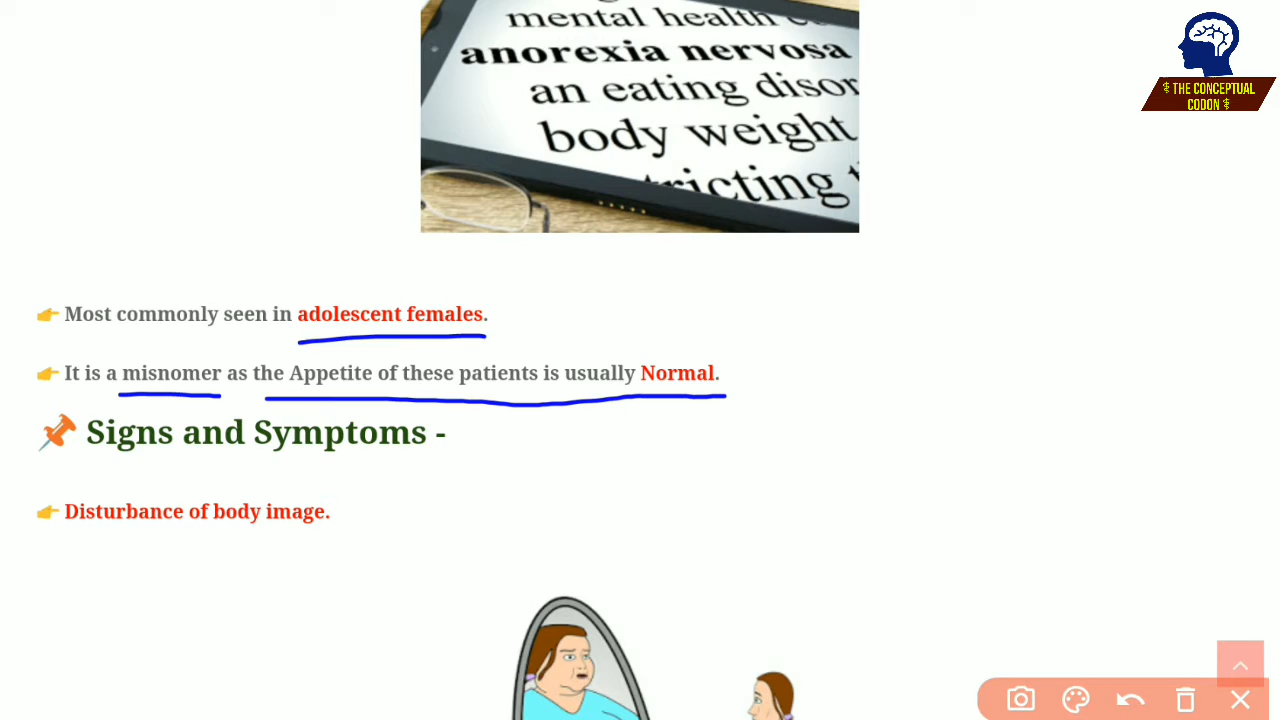 mental health
anorexia nervosa
an eating disor
body weight
tricting
THE CONCEPTUAL
CODON
Most commonly seen in adolescent females.
It is a misnomer as the Appetite of these patients is usually Normal.
Signs and Symptoms -
Disturbance of body image.